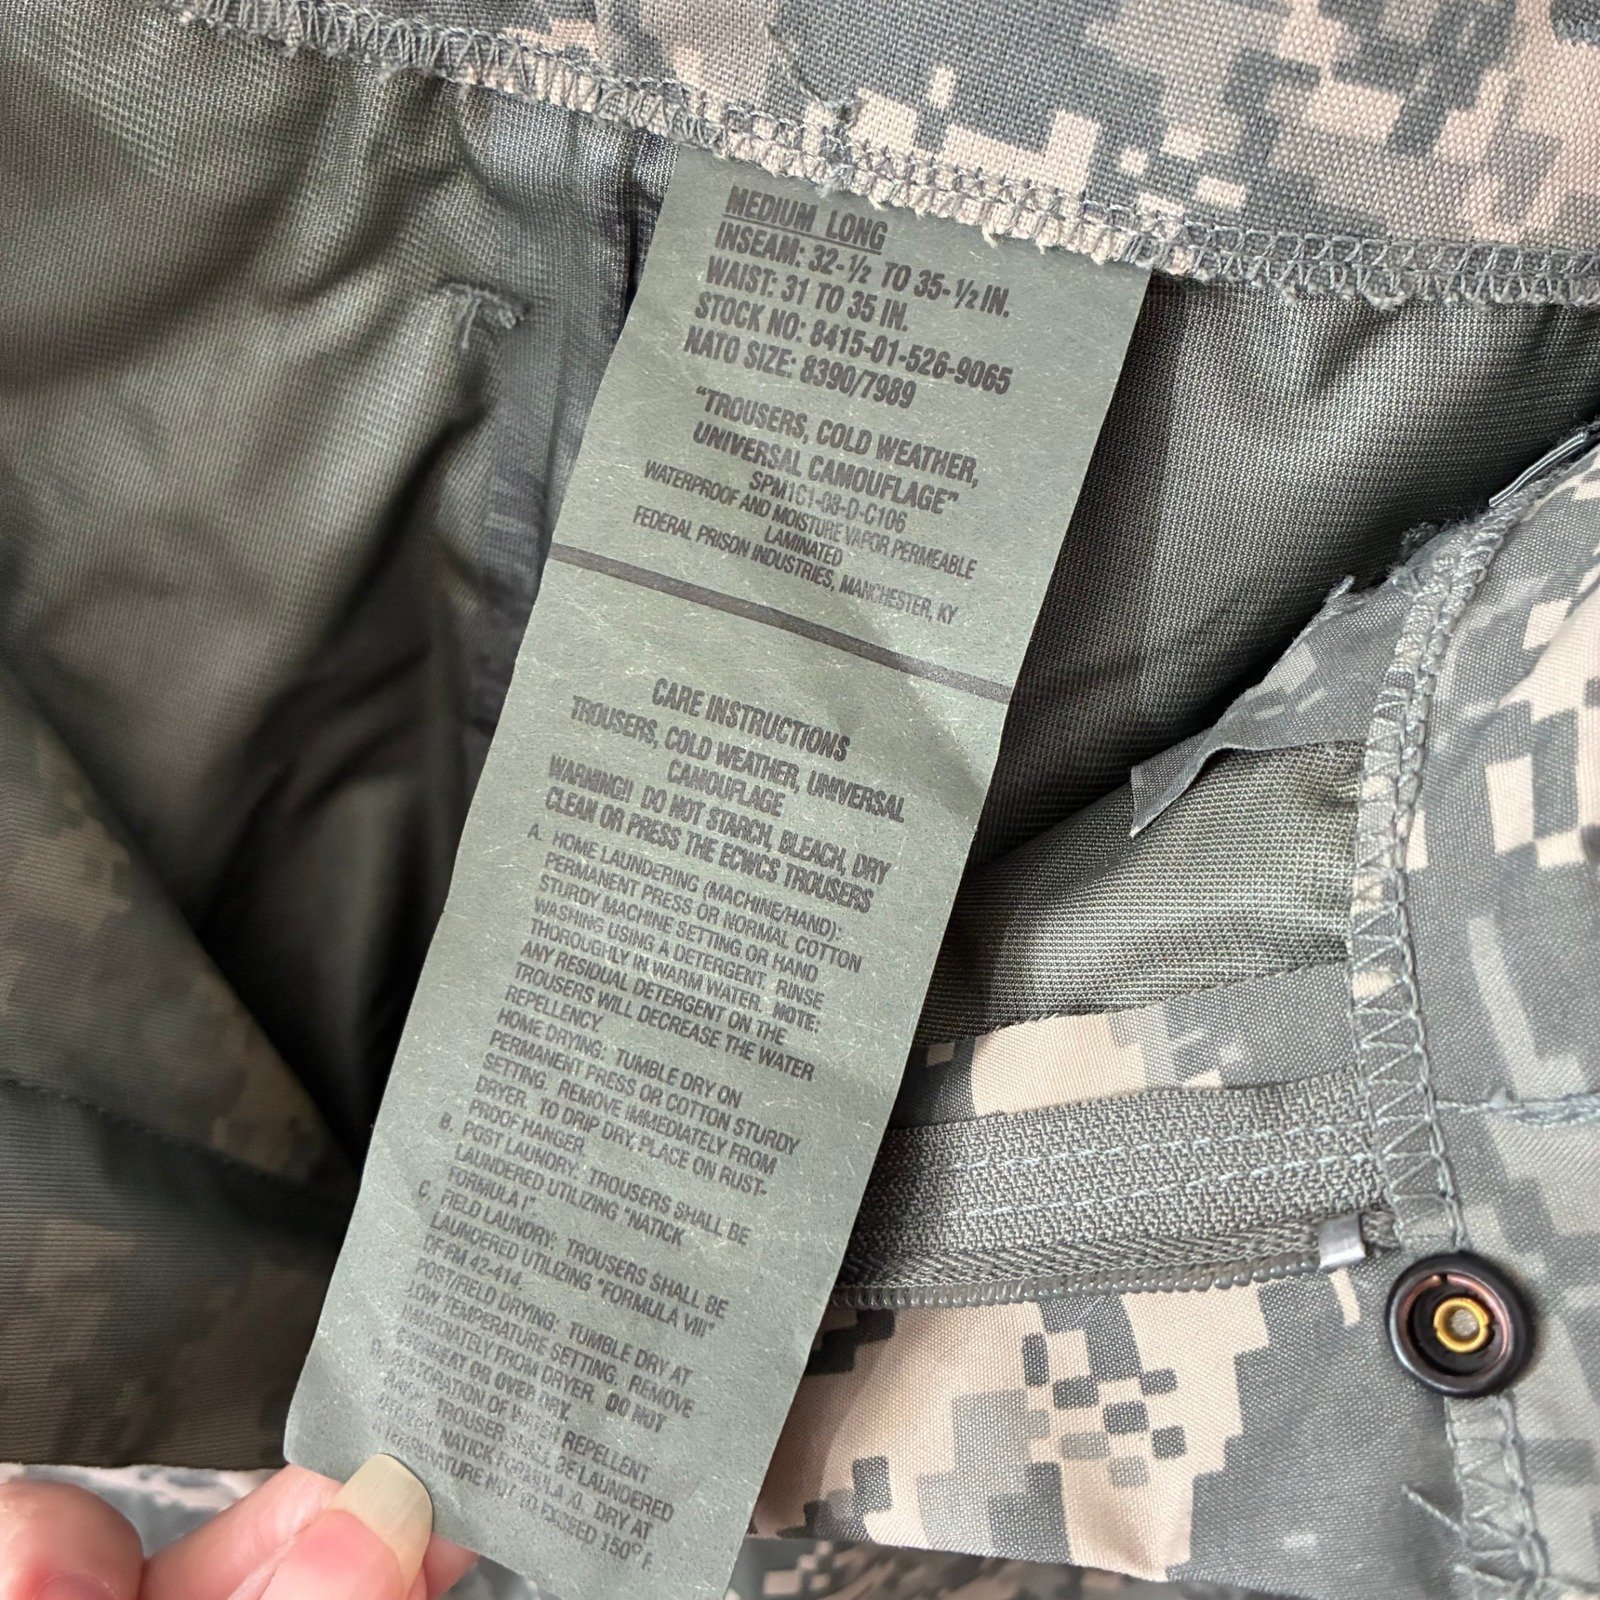 MEDIUM LONG
INSEAM: 32-½ TO 35-½ IN.
WAIST: 31 TO 35 IN.
STOCK NO: 8415-01-526-9065
NATO SIZE: 8390/7989
"TROUSERS, COLD WEATHER,
UNIVERSAL CAMOUFLAGE"
SPM1C1-08-D-C106
WATERPROOF AND MOISTURE VAPOR PERMEABLE
LAMINATED
FEDERAL PRISON INDUSTRIES, MANCHESTER, KY
CARE INSTRUCTIONS
TROUSERS, COLD WEATHER, UNIVERSAL
CAMOUFLAGE
WARNING!! DO NOT STARCH, BLEACH, DRY
CLEAN OR PRESS THE ECWCS TROUSERS
A. HOME LAUNDERING (MACHINE/HAND):
PERMANENT PRESS OR NORMAL COTTON
STURDY MACHINE SETTING OR HAND
WASHING USING A DETERGENT. RINSE
THOROUGHLY IN WARM WATER. NOTE:
ANY RESIDUAL DETERGENT ON THE
TROUSERS WILL DECREASE THE WATER
REPELLENCY.
HOME DRYING: TUMBLE DRY ON
PERMANENT PRESS OR COTTON STURDY
SETTING. REMOVE IMMEDIATELY FROM
DRYER. TO DRIP DRY, PLACE ON RUST-
PROOF HANGER.
B. POST LAUNDRY: TROUSERS SHALL BE
LAUNDERED UTILIZING "NATICK
FORMULA I".
C. FIELD LAUNDRY: TROUSERS SHALL BE
LAUNDERED UTILIZING "FORMULA VIII"
OF FM 42-414.
POST/FIELD DRYING: TUMBLE DRY AT
LOW TEMPERATURE SETTING. REMOVE
IMMEDIATELY FROM DRYER. DO NOT
OVERHEAT OR OVER DRY.
D. RESTORATION OF WATER REPELLENT
TROUSER SHALL BE LAUNDERED
NATICK FORMULA XI. DRY AT
TEMPERATURE NOT TO EXCEED 150° F.